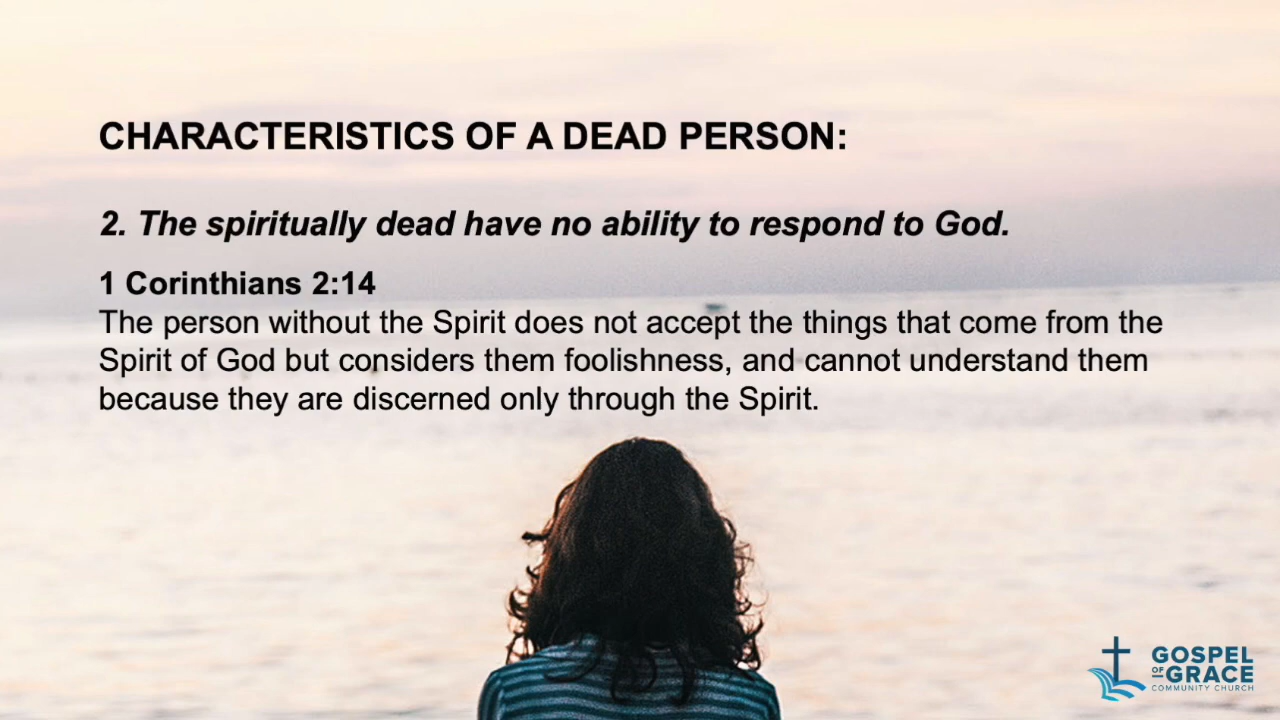 CHARACTERISTICS OF A DEAD PERSON:
2. The spiritually dead have no ability to respond to God.
1 Corinthians 2:14
The person without the Spirit does not accept the things that come from the
Spirit of God but considers them foolishness, and cannot understand them
because they are discerned only through the Spirit.
GOSPEL
OF GRACE
COMMUNITY CHURCH